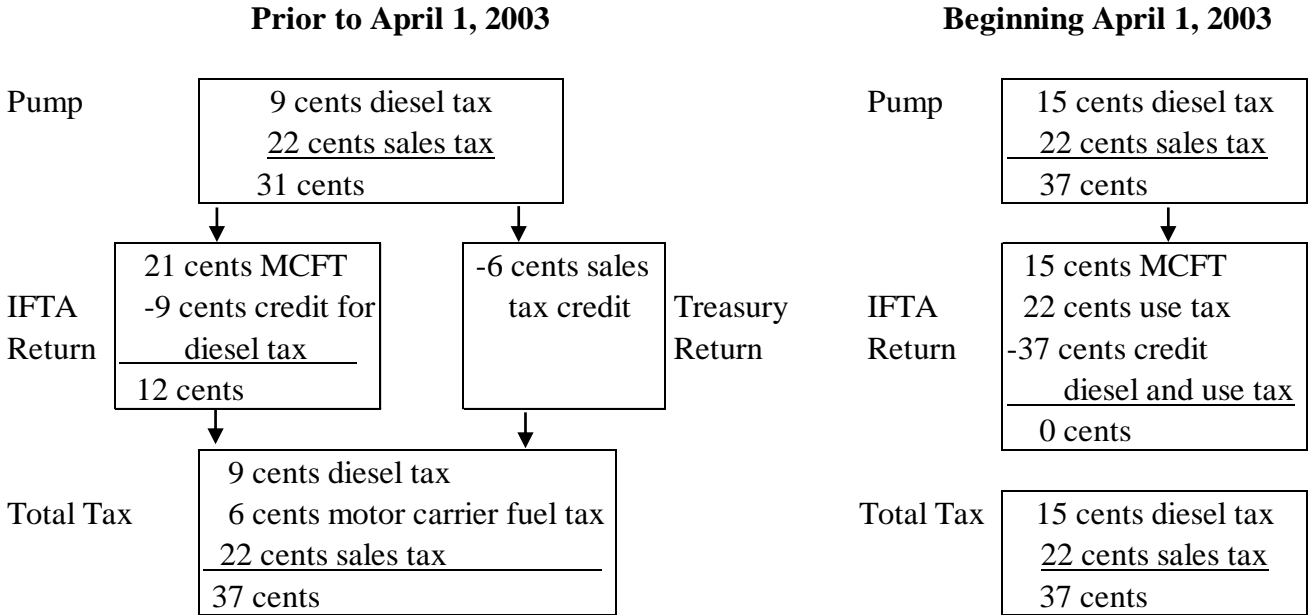 Prior to April 1, 2003
Pump
9 cents diesel tax
22 cents sales tax
31 cents
IFTA
Return
21 cents MCFT
-9 cents credit for
diesel tax
12 cents
-6 cents sales
tax credit
Treasury
Return
Total Tax
9 cents diesel tax
6 cents motor carrier fuel tax
22 cents sales tax
37 cents
Beginning April 1, 2003
Pump
15 cents diesel tax
22 cents sales tax
37 cents
IFTA
Return
15 cents MCFT
22 cents use tax
-37 cents credit
diesel and use tax
0 cents
Total Tax
15 cents diesel tax
22 cents sales tax
37 cents